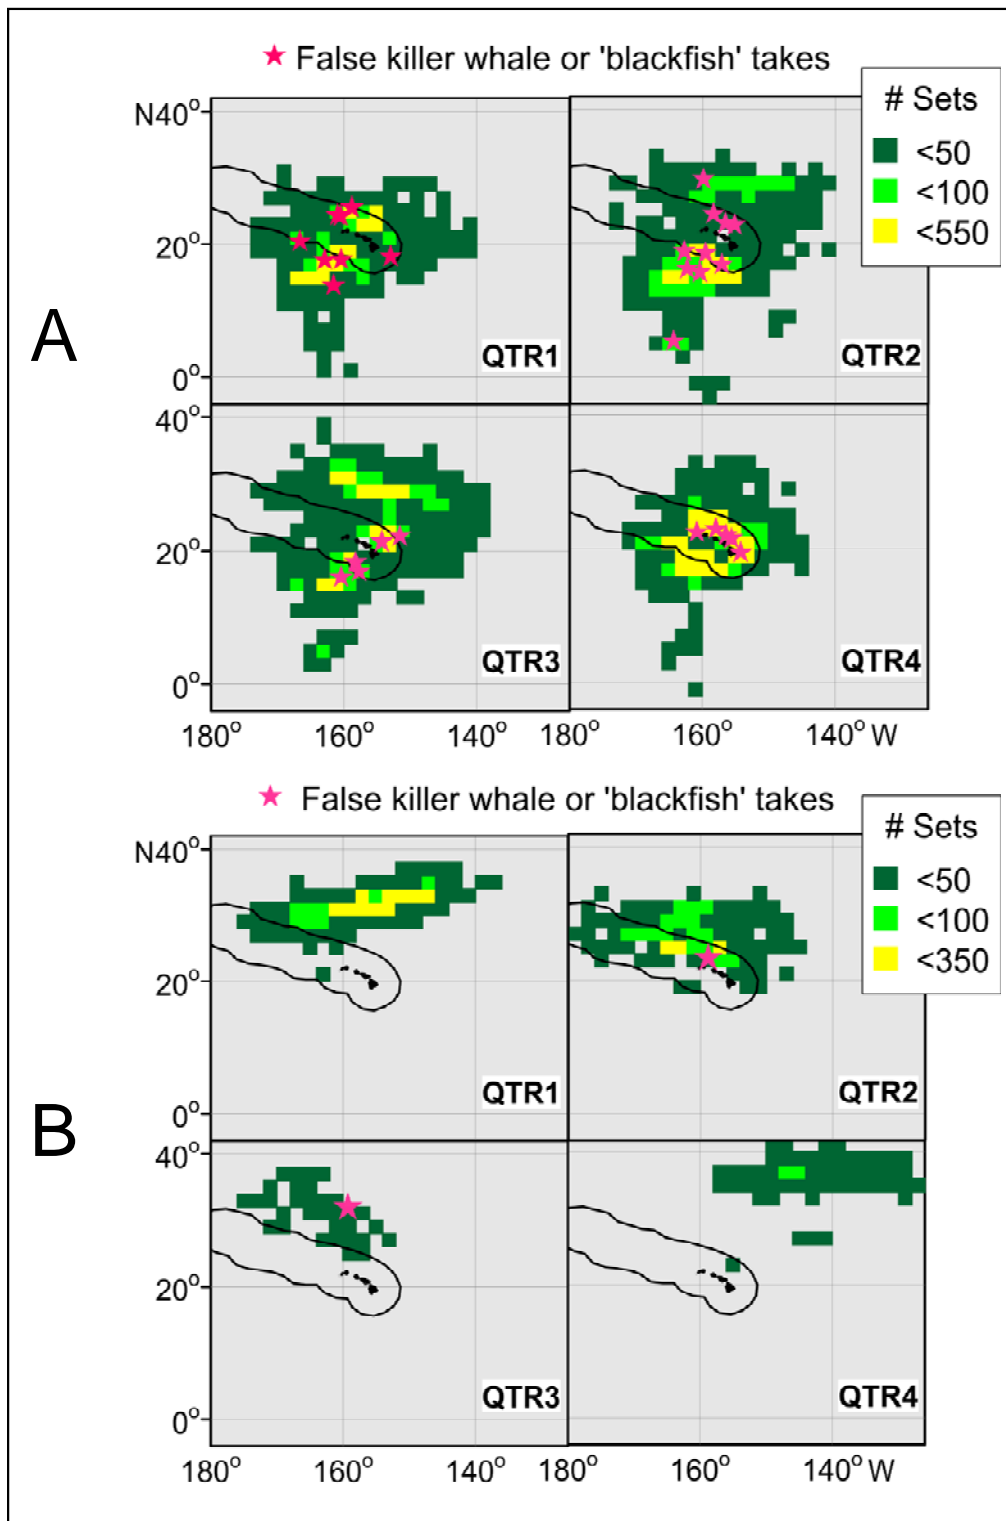 A
★ False killer whale or 'blackfish' takes
# Sets
<50
<100
<550
N40°
20°
0°
QTR1
QTR2
40°
20°
0°
QTR3
QTR4
180° 160° 140° 180° 160° 140° W
B
★ False killer whale or 'blackfish' takes
# Sets
<50
<100
<350
N40°
20°
0°
QTR1
QTR2
40°
20°
0°
QTR3
QTR4
180° 160° 140° 180° 160° 140° W